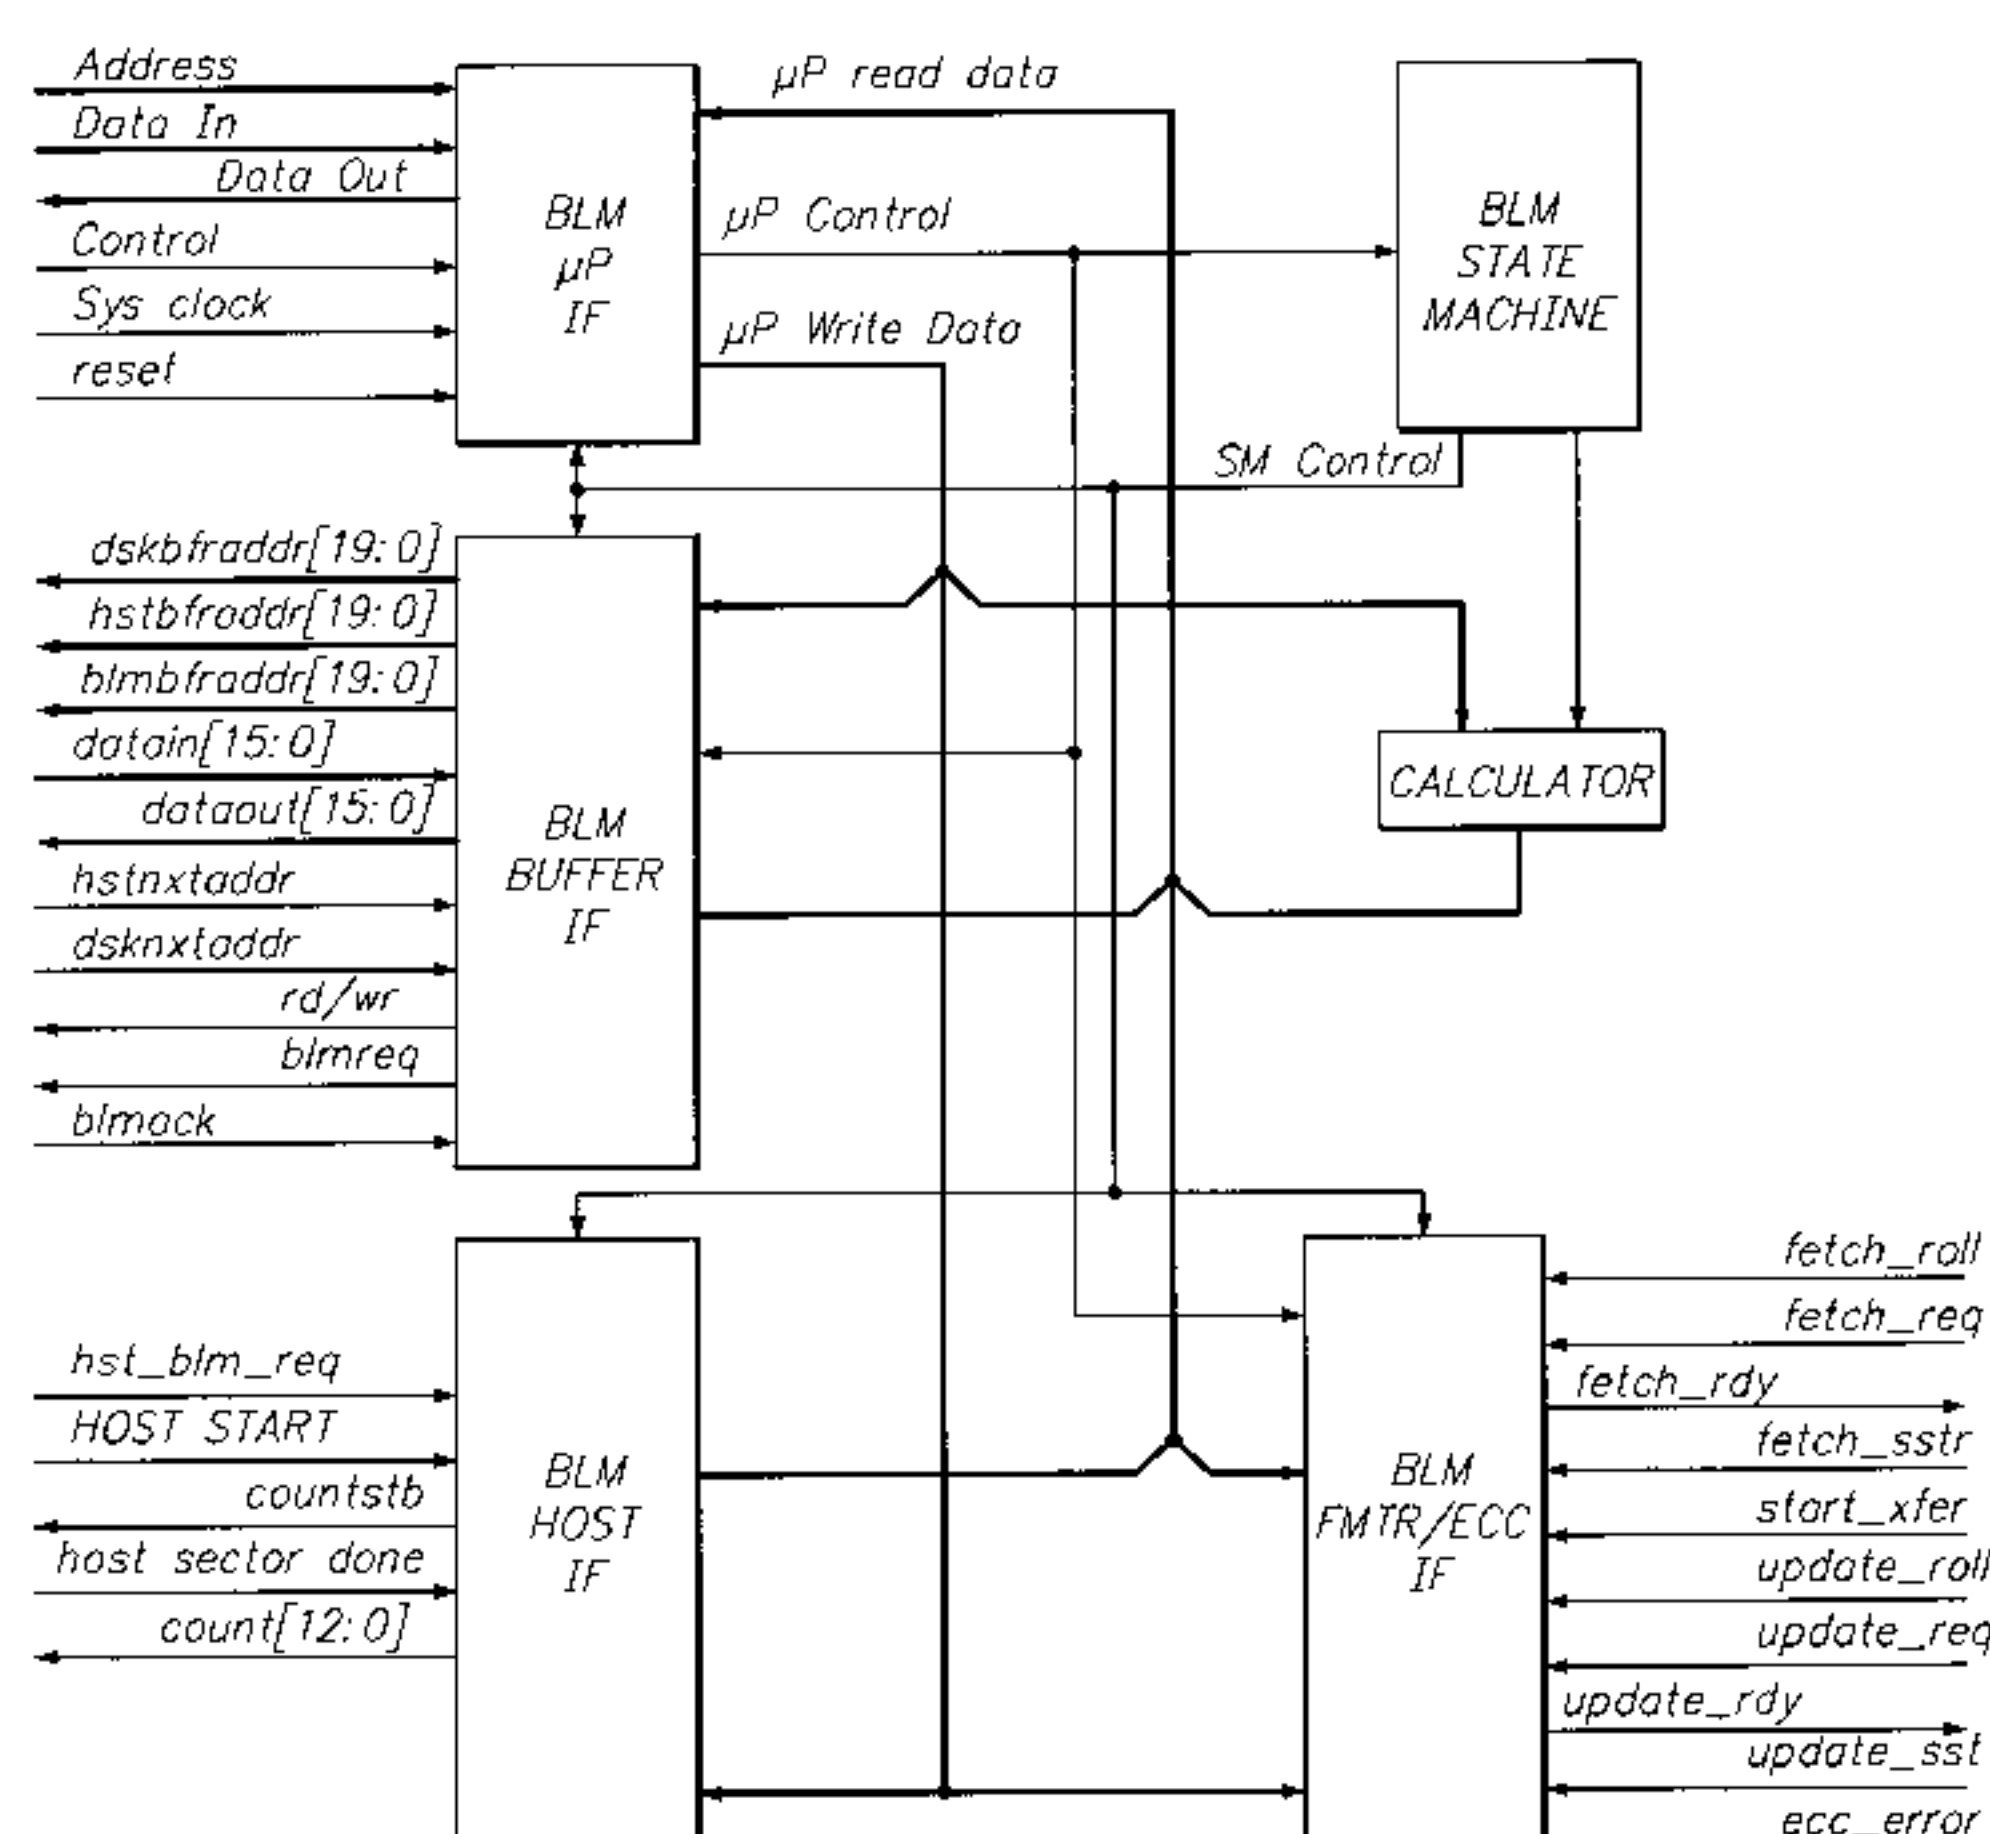 Address
Data In
Data Out
Control
Sys clock
reset
BLM
µP
IF
µP read data
µP Control
µP Write Data
BLM
STATE
MACHINE
SM Control
dskbfraddr[19:0]
hstbfraddr[19:0]
blmbfraddr[19:0]
datain[15:0]
dataout[15:0]
hstnxtaddr
dsknxtaddr
rd/wr
blmreq
blmack
BLM
BUFFER
IF
CALCULATOR
hst_blm_req
HOST START
countstb
host sector done
count[12:0]
BLM
HOST
IF
BLM
FMTR/ECC
IF
fetch_roll
fetch_req
fetch_rdy
fetch_sstr
start_xfer
update_roll
update_req
update_rdy
update_sst
ecc_error